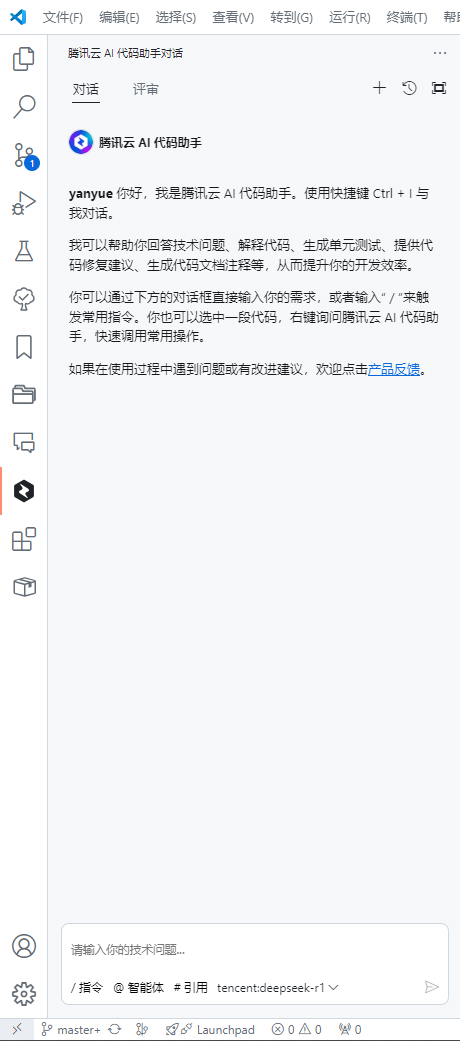 文件(F) 编辑(E) 选择(S) 查看(V) 转到(G) 运行(R) 终端(T)
腾讯云 AI 代码助手对话
对话 评审
腾讯云 AI 代码助手
1
yanyue 你好，我是腾讯云 AI 代码助手。使用快捷键 Ctrl + I 与
我对话。
我可以帮助你回答技术问题、解释代码、生成单元测试、提供代
码修复建议、生成代码文档注释等，从而提升你的开发效率。
你可以通过下方的对话框直接输入你的需求，或者输入“ / ”来触
发常用指令。你也可以选中一段代码，右键询问腾讯云 AI 代码助
手，快速调用常用操作。
如果在使用过程中遇到问题或有改进建议，欢迎点击产品反馈。
请输入你的技术问题...
/ 指令 @ 智能体 # 引用 tencent:deepseek-r1
master+ Launchpad 0 0 0